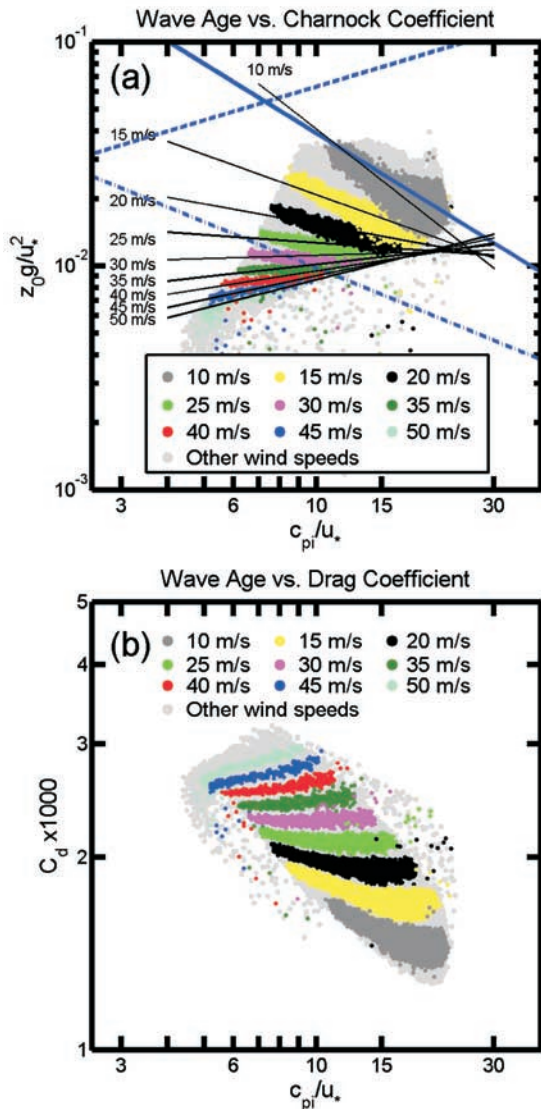 Wave Age vs. Charnock Coefficient
10⁻¹
(a)
10 m/s
15 m/s
20 m/s
25 m/s
30 m/s
35 m/s
40 m/s
45 m/s
50 m/s
z₀g/u*²
10⁻²
10 m/s 15 m/s 20 m/s
25 m/s 30 m/s 35 m/s
40 m/s 45 m/s 50 m/s
Other wind speeds
10⁻³
3 6 10 15 30
cpi/u*
Wave Age vs. Drag Coefficient
5
(b)
10 m/s 15 m/s 20 m/s
25 m/s 30 m/s 35 m/s
40 m/s 45 m/s 50 m/s
Other wind speeds
3
Cd x1000
2
1
3 6 10 15 30
cpi/u*